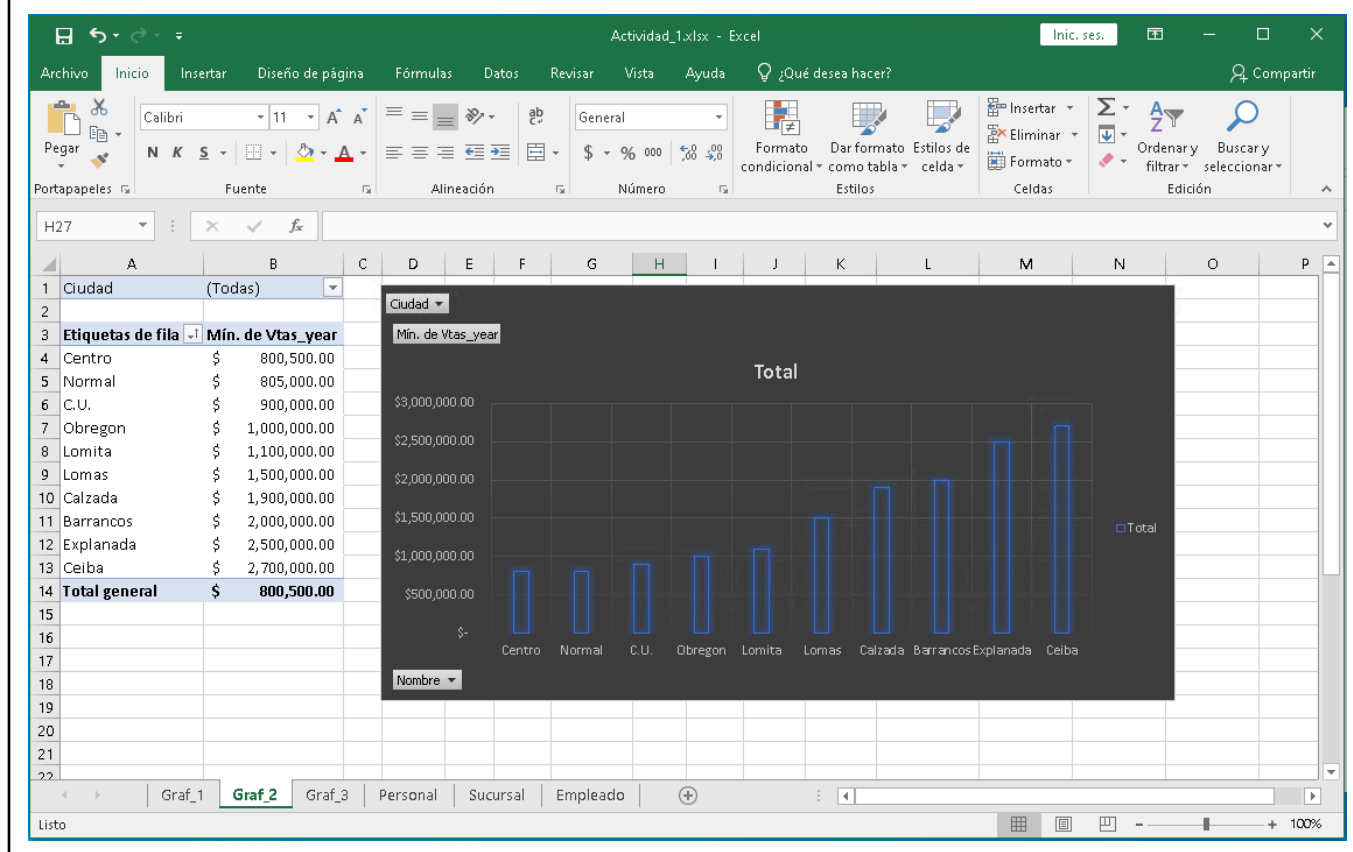 Actividad_1.xlsx - Excel
Inic. ses.
Archivo Inicio Insertar Diseño de página Fórmulas Datos Revisar Vista Ayuda ¿Qué desea hacer? Compartir
Pegar
Calibri 11 A A
N K S A
ab
General
$ % 000
Formato condicional
Dar formato como tabla
Estilos de celda
Insertar
Eliminar
Formato
Ordenar y filtrar
Buscar y seleccionar
Portapapeles Fuente Alineación Número Estilos Celdas Edición
H27 fx
A B C D E F G H I J K L M N O P
1 Ciudad (Todas)
2
3 Etiquetas de fila Mín. de Vtas_year
4 Centro $ 800,500.00
5 Normal $ 805,000.00
6 C.U. $ 900,000.00
7 Obregon $ 1,000,000.00
8 Lomita $ 1,100,000.00
9 Lomas $ 1,500,000.00
10 Calzada $ 1,900,000.00
11 Barrancos $ 2,000,000.00
12 Explanada $ 2,500,000.00
13 Ceiba $ 2,700,000.00
14 Total general $ 800,500.00
15
16
17
18
19
20
21
22
Ciudad
Mín. de Vtas_year
Total
$3,000,000.00
$2,500,000.00
$2,000,000.00
$1,500,000.00
$1,000,000.00
$500,000.00
$-
Centro Normal C.U. Obregon Lomita Lomas Calzada Barrancos Explanada Ceiba
Total
Nombre
Graf_1 Graf_2 Graf_3 Personal Sucursal Empleado
Listo 100%